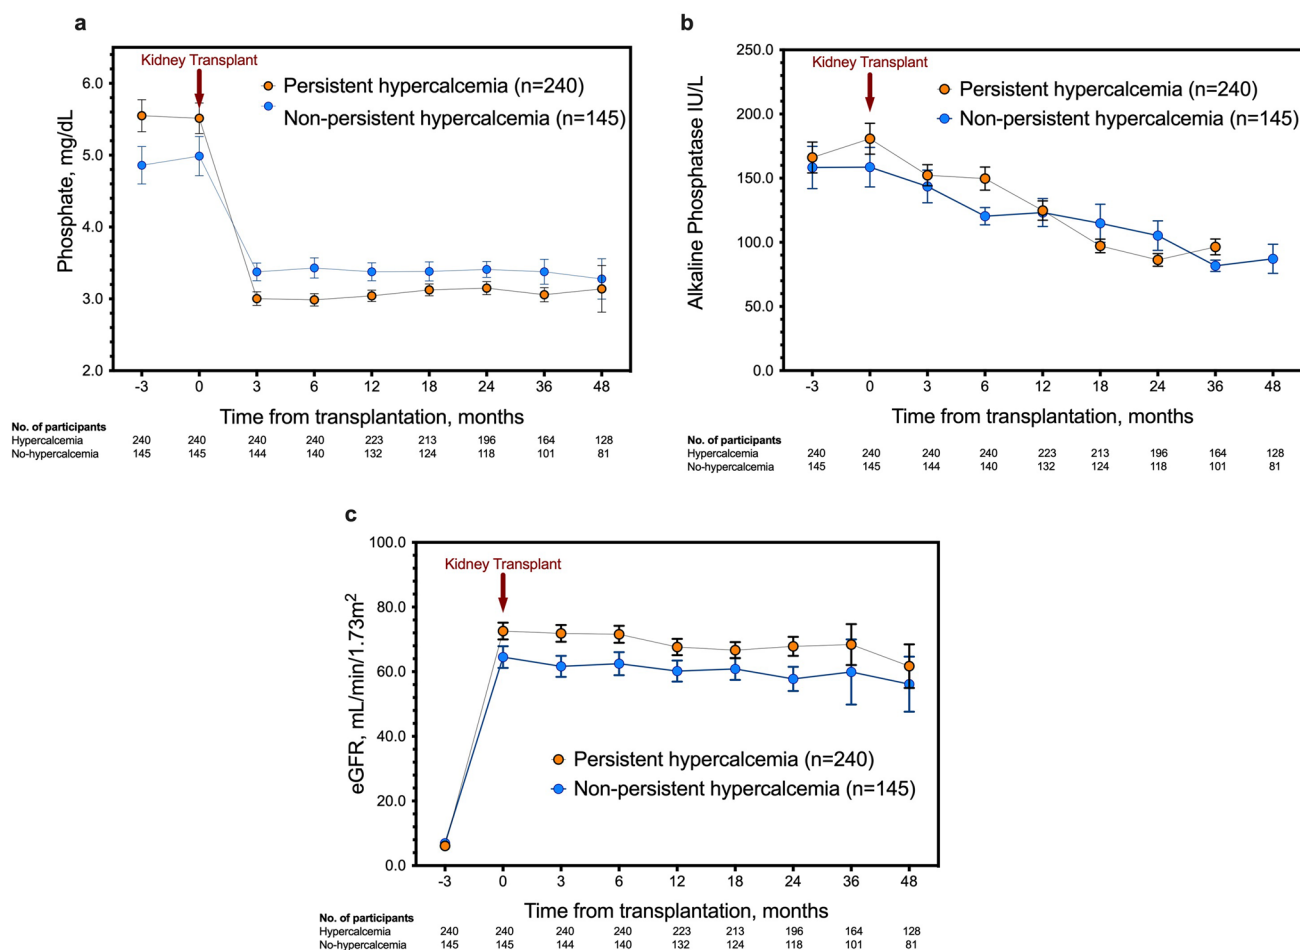 a
Kidney Transplant
Persistent hypercalcemia (n=240)
Non-persistent hypercalcemia (n=145)
Phosphate, mg/dL
6.0
5.0
4.0
3.0
2.0
-3 0 3 6 12 18 24 36 48
Time from transplantation, months
No. of participants
Hypercalcemia 240 240 240 240 223 213 196 164 128
No-hypercalcemia 145 145 144 140 132 124 118 101 81
b
Kidney Transplant
Persistent hypercalcemia (n=240)
Non-persistent hypercalcemia (n=145)
Alkaline Phosphatase IU/L
250.0
200.0
150.0
100.0
50.0
0.0
-3 0 3 6 12 18 24 36 48
Time from transplantation, months
No. of participants
Hypercalcemia 240 240 240 240 223 213 196 164 128
No-hypercalcemia 145 145 144 140 132 124 118 101 81
c
Kidney Transplant
eGFR, mL/min/1.73m²
100.0
80.0
60.0
40.0
20.0
0.0
Persistent hypercalcemia (n=240)
Non-persistent hypercalcemia (n=145)
-3 0 3 6 12 18 24 36 48
Time from transplantation, months
No. of participants
Hypercalcemia 240 240 240 240 223 213 196 164 128
No-hypercalcemia 145 145 144 140 132 124 118 101 81